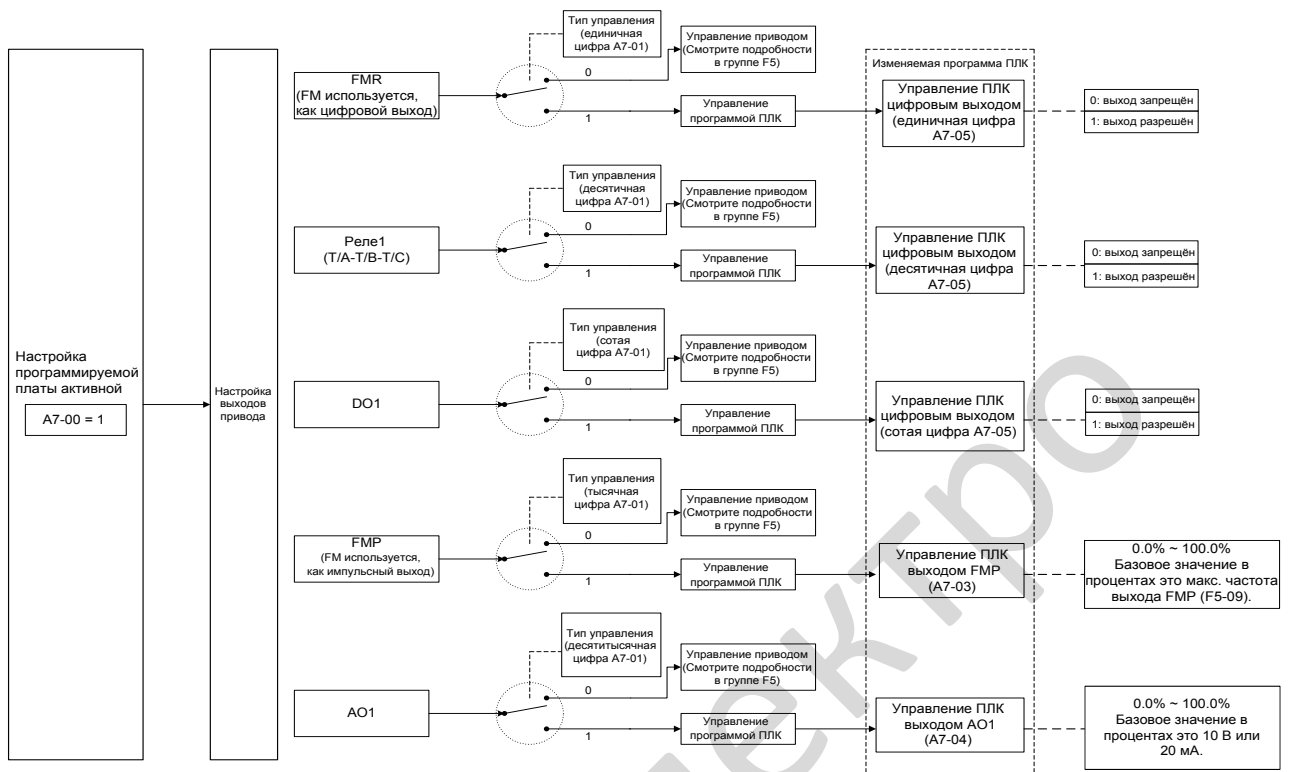 Настройка
программируемой
платы активной
A7-00 = 1
Настройка
выходов
привода
FMR
(FM используется,
как цифровой выход)
Тип управления
(единичная
цифра A7-01)
0
1
Управление приводом
(Смотрите подробности
в группе F5)
Управление
программой ПЛК
Изменяемая программа ПЛК
Управление ПЛК
цифровым выходом
(единичная цифра
A7-05)
0: выход запрещён
1: выход разрешён
Реле1
(T/A-T/B-T/C)
Тип управления
(десятичная
цифра A7-01)
0
1
Управление приводом
(Смотрите подробности
в группе F5)
Управление
программой ПЛК
Управление ПЛК
цифровым выходом
(десятичная цифра
A7-05)
0: выход запрещён
1: выход разрешён
DO1
Тип управления
(сотая
цифра A7-01)
0
1
Управление приводом
(Смотрите подробности
в группе F5)
Управление
программой ПЛК
Управление ПЛК
цифровым выходом
(сотая цифра A7-05)
0: выход запрещён
1: выход разрешён
FMP
(FM используется,
как импульсный выход)
Тип управления
(тысячная
цифра A7-01)
0
1
Управление приводом
(Смотрите подробности
в группе F5)
Управление
программой ПЛК
Управление ПЛК
выходом FMP
(A7-03)
0.0% ~ 100.0%
Базовое значение в
процентах это макс. частота
выхода FMP (F5-09).
AO1
Тип управления
(десятитысячная
цифра A7-01)
0
1
Управление приводом
(Смотрите подробности
в группе F5)
Управление
программой ПЛК
Управление ПЛК
выходом AO1
(A7-04)
0.0% ~ 100.0%
Базовое значение в
процентах это 10 В или
20 мА.
лектро